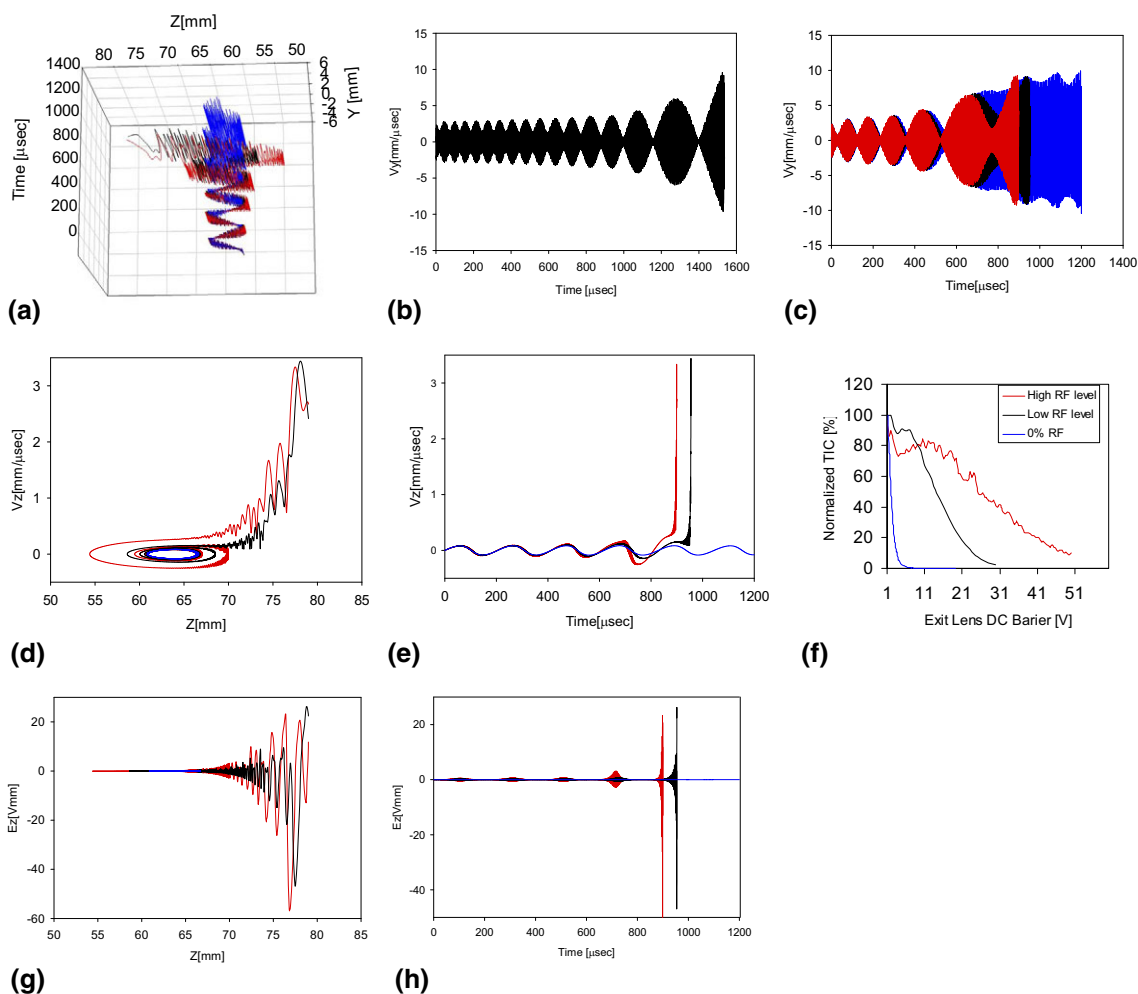 Z[mm]
80 75 70 65 60 55 50
1400
1200
1000
800
600
400
200
0
Time [µsec]
6
4
2
0
-2
-4
-6
Y [mm]
(a)
15
10
5
0
-5
-10
-15
Vy[mm/µsec]
0 200 400 600 800 1000 1200 1400 1600
Time [µsec]
(b)
15
10
5
0
-5
-10
-15
Vy[mm/µsec]
0 200 400 600 800 1000 1200 1400
Time[µsec]
(c)
3
2
1
0
Vz[mm/µsec]
50 55 60 65 70 75 80 85
Z[mm]
(d)
3
2
1
0
Vz[mm/µsec]
0 200 400 600 800 1000 1200
Time[µsec]
(e)
120
100
80
60
40
20
0
Normalized TIC [%]
High RF level
Low RF level
0% RF
1 11 21 31 41 51
Exit Lens DC Barier [V]
(f)
20
0
-20
-40
-60
Ez[Vmm]
50 55 60 65 70 75 80 85
Z[mm]
(g)
20
0
-20
-40
Ez[Vmm]
0 200 400 600 800 1000 1200
Time [µsec]
(h)